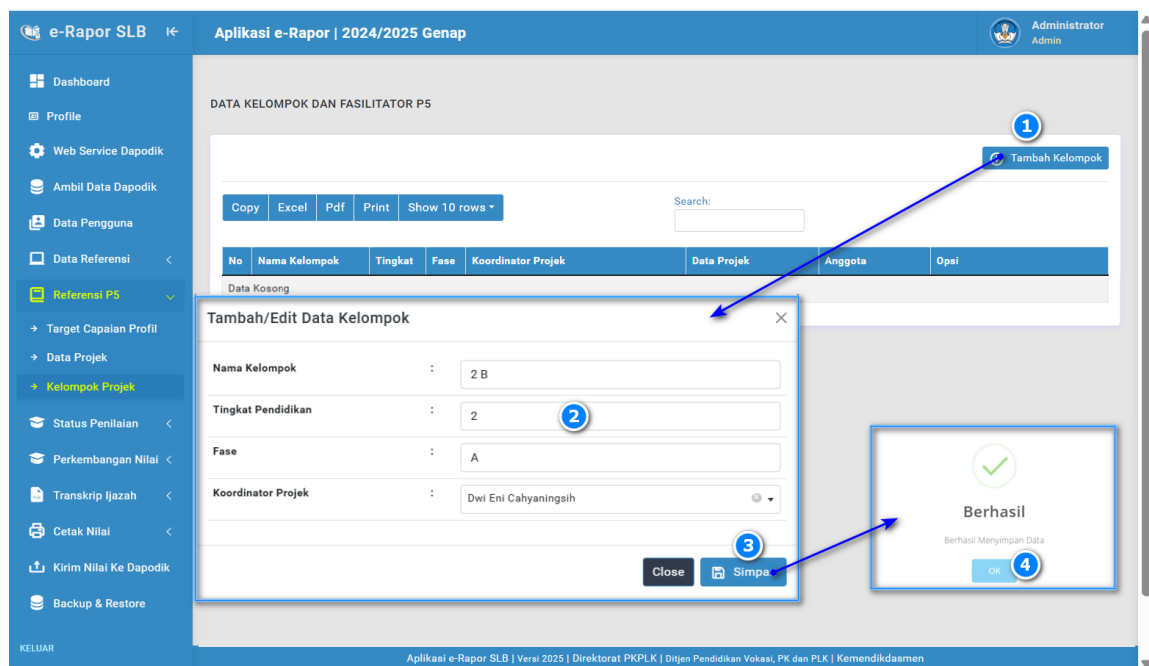 e-Rapor SLB
Aplikasi e-Rapor | 2024/2025 Genap
Administrator
Admin
Dashboard
Profile
Web Service Dapodik
Ambil Data Dapodik
Data Pengguna
Data Referensi
Referensi P5
Target Capaian Profil
Data Projek
Kelompok Projek
Status Penilaian
Perkembangan Nilai
Transkrip Ijazah
Cetak Nilai
Kirim Nilai Ke Dapodik
Backup & Restore
KELUAR
DATA KELOMPOK DAN FASILITATOR P5
1
Tambah Kelompok
Copy Excel Pdf Print Show 10 rows
Search:
No Nama Kelompok Tingkat Fase Koordinator Projek Data Projek Anggota Opsi
Data Kosong
Tambah/Edit Data Kelompok
Nama Kelompok : 2 B
Tingkat Pendidikan : 2
2
Fase : A
Koordinator Projek : Dwi Eni Cahyaningsih
3
Close Simpa
Berhasil
Berhasil Menyimpan Data
OK
4
Aplikasi e-Rapor SLB | Versi 2025 | Direktorat PKPLK | Ditjen Pendidikan Vokasi, PK dan PLK | Kemendikdasmen